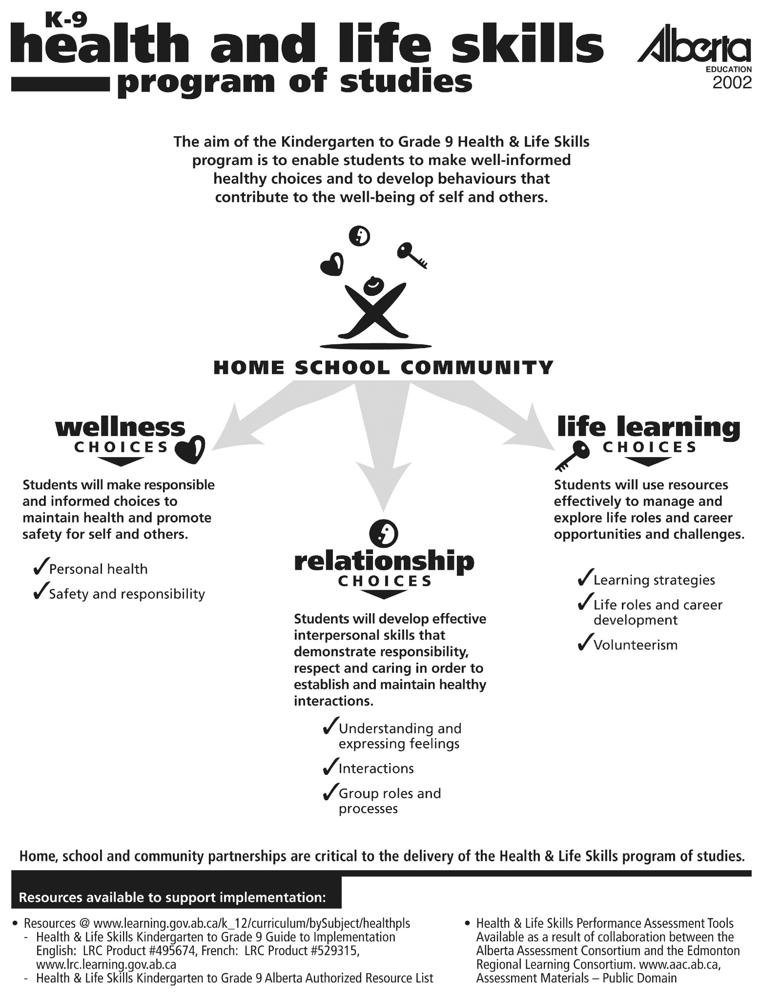 K-9
health and life skills
program of studies
Alberta
EDUCATION
2002
The aim of the Kindergarten to Grade 9 Health & Life Skills
program is to enable students to make well-informed
healthy choices and to develop behaviours that
contribute to the well-being of self and others.
HOME SCHOOL COMMUNITY
wellness
CHOICES
Students will make responsible
and informed choices to
maintain health and promote
safety for self and others.
✓Personal health
✓Safety and responsibility
relationship
CHOICES
Students will develop effective
interpersonal skills that
demonstrate responsibility,
respect and caring in order to
establish and maintain healthy
interactions.
✓Understanding and
expressing feelings
✓Interactions
✓Group roles and
processes
life learning
CHOICES
Students will use resources
effectively to manage and
explore life roles and career
opportunities and challenges.
✓Learning strategies
✓Life roles and career
development
✓Volunteerism
Home, school and community partnerships are critical to the delivery of the Health & Life Skills program of studies.
Resources available to support implementation:
• Resources @ www.learning.gov.ab.ca/k_12/curriculum/bySubject/healthpls
- Health & Life Skills Kindergarten to Grade 9 Guide to Implementation
English: LRC Product #495674, French: LRC Product #529315,
www.lrc.learning.gov.ab.ca
- Health & Life Skills Kindergarten to Grade 9 Alberta Authorized Resource List
• Health & Life Skills Performance Assessment Tools
Available as a result of collaboration between the
Alberta Assessment Consortium and the Edmonton
Regional Learning Consortium. www.aac.ab.ca,
Assessment Materials – Public Domain